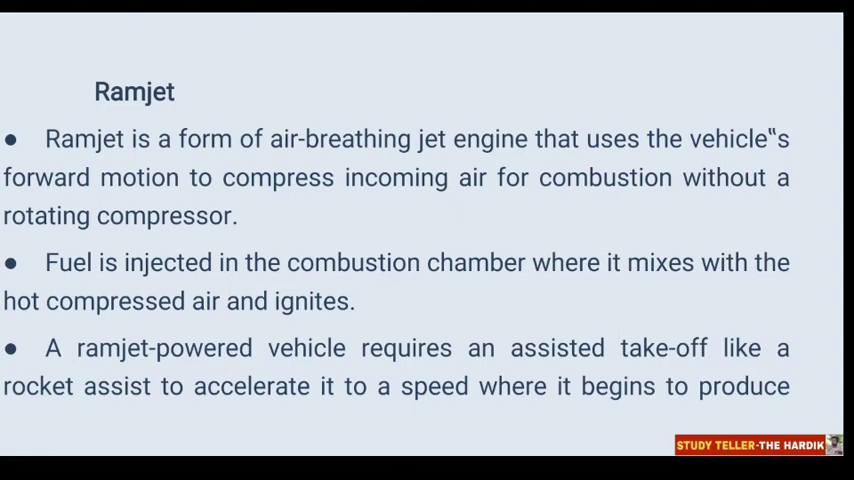 Ramjet
● Ramjet is a form of air-breathing jet engine that uses the vehicle‟s
forward motion to compress incoming air for combustion without a
rotating compressor.
● Fuel is injected in the combustion chamber where it mixes with the
hot compressed air and ignites.
● A ramjet-powered vehicle requires an assisted take-off like a
rocket assist to accelerate it to a speed where it begins to produce
STUDY TELLER-THE HARDIK